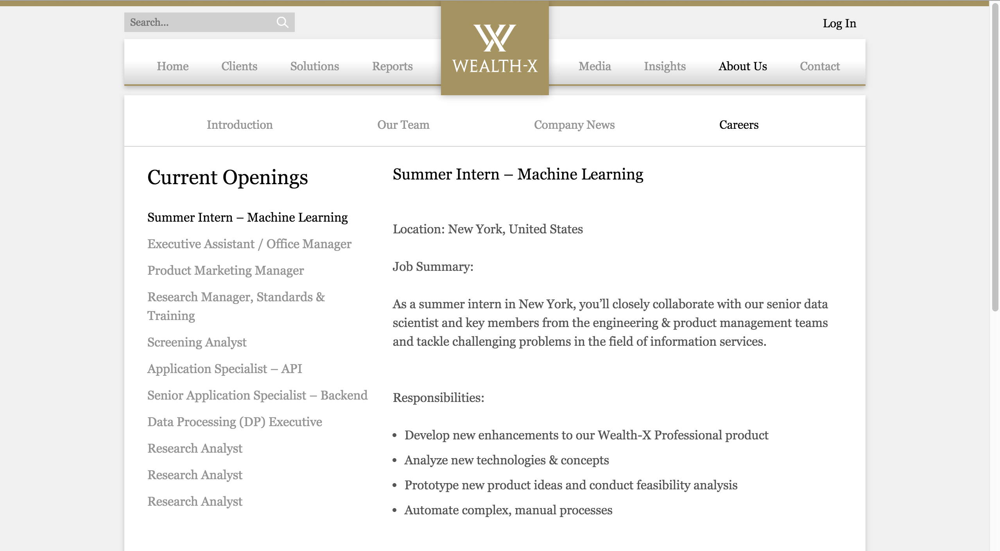 Search...
Log In
Home
Clients
Solutions
Reports
WEALTH-X
Media
Insights
About Us
Contact
Introduction
Our Team
Company News
Careers
Current Openings
Summer Intern – Machine Learning
Executive Assistant / Office Manager
Product Marketing Manager
Research Manager, Standards &
Training
Screening Analyst
Application Specialist – API
Senior Application Specialist – Backend
Data Processing (DP) Executive
Research Analyst
Research Analyst
Research Analyst
Summer Intern – Machine Learning
Location: New York, United States
Job Summary:
As a summer intern in New York, you’ll closely collaborate with our senior data
scientist and key members from the engineering & product management teams
and tackle challenging problems in the field of information services.
Responsibilities:
• Develop new enhancements to our Wealth-X Professional product
• Analyze new technologies & concepts
• Prototype new product ideas and conduct feasibility analysis
• Automate complex, manual processes